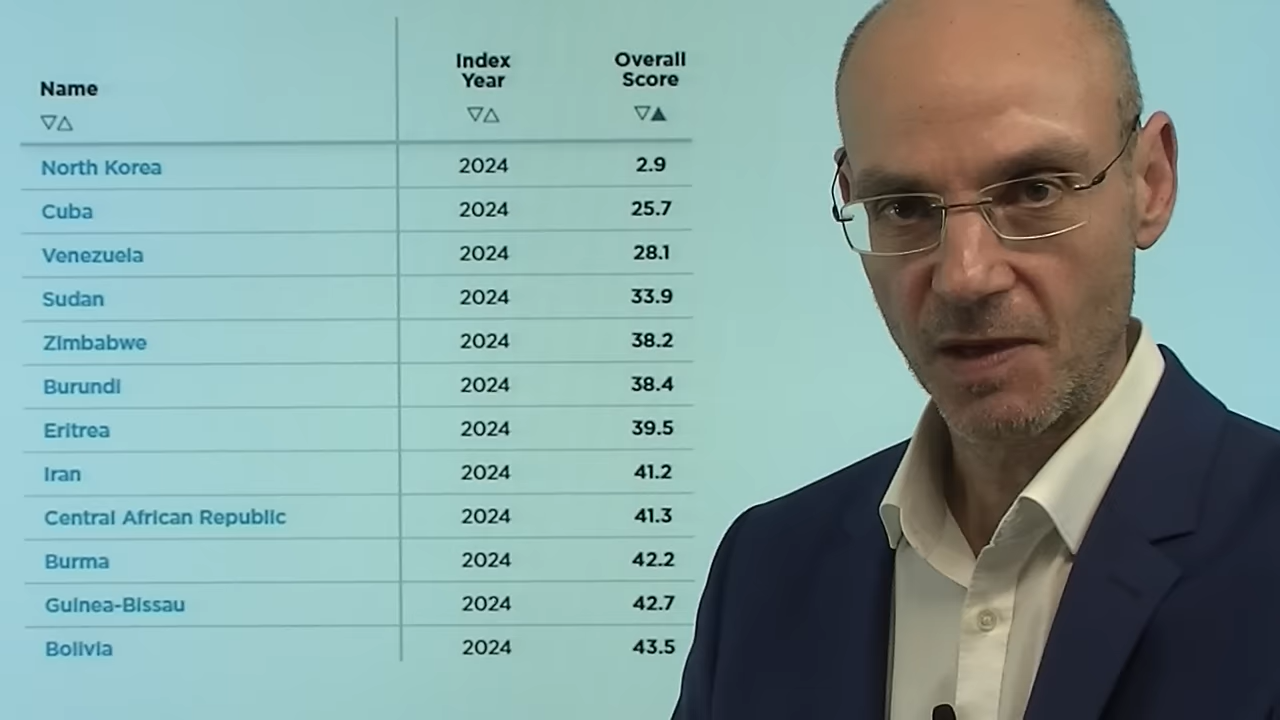 Name
Index
Year
Overall
Score
North Korea 2024 2.9
Cuba 2024 25.7
Venezuela 2024 28.1
Sudan 2024 33.9
Zimbabwe 2024 38.2
Burundi 2024 38.4
Eritrea 2024 39.5
Iran 2024 41.2
Central African Republic 2024 41.3
Burma 2024 42.2
Guinea-Bissau 2024 42.7
Bolivia 2024 43.5